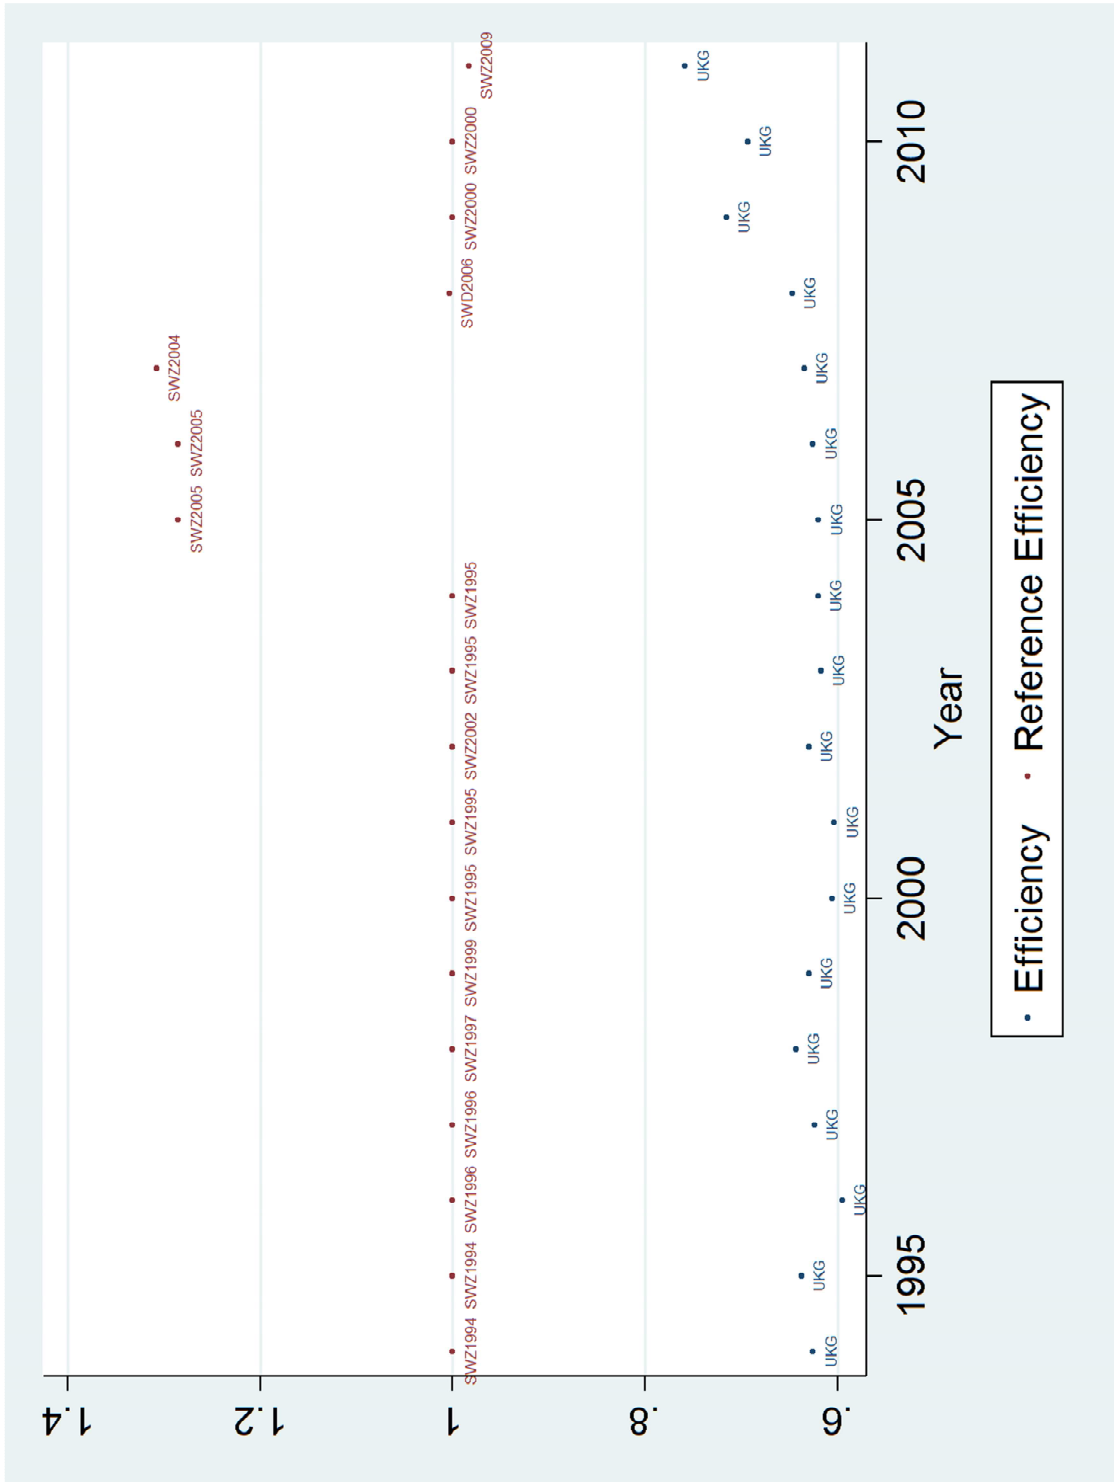 1.4
SWZ2004
SWZ2005 SWZ2005
1.2
1
SWZ1994 SWZ1994 SWZ1996 SWZ1996 SWZ1997 SWZ1999 SWZ1995 SWZ1995 SWZ2002 SWZ1995 SWZ1995 SWD2006 SWZ2000 SWZ2000 SWZ2009
.8
UKG UKG UKG UKG UKG UKG UKG UKG UKG UKG UKG UKG UKG UKG UKG UKG UKG UKG
.6
1995 2000 2005 2010
Year
Efficiency Reference Efficiency